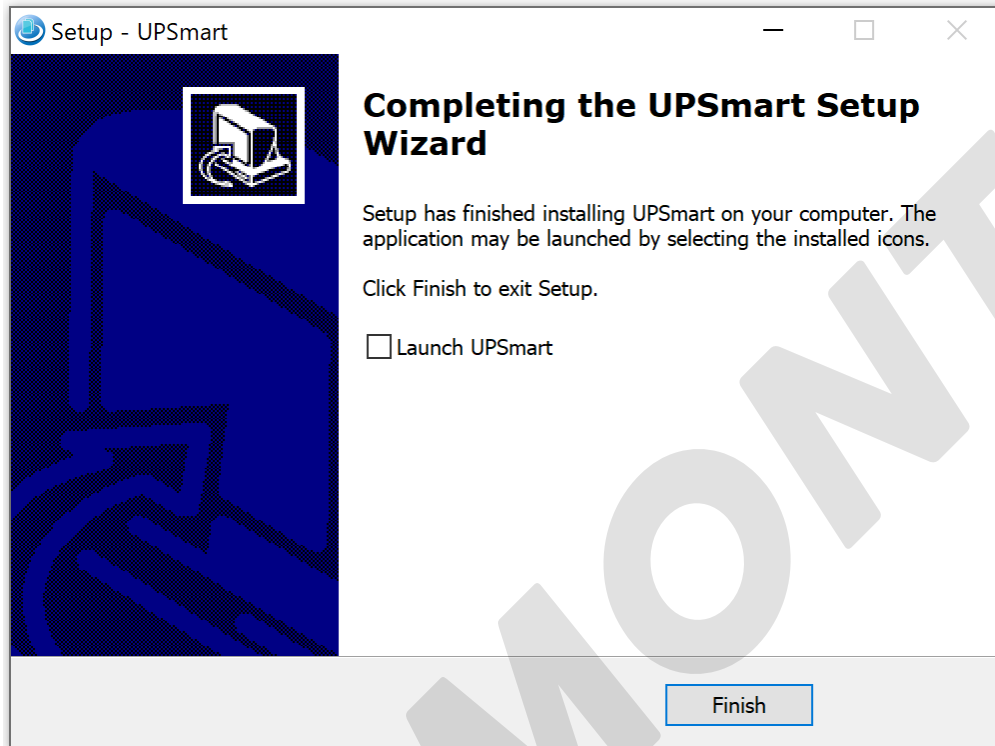 Setup - UPSmart
Completing the UPSmart Setup
Wizard
Setup has finished installing UPSmart on your computer. The
application may be launched by selecting the installed icons.
Click Finish to exit Setup.
Launch UPSmart
Finish
MONT